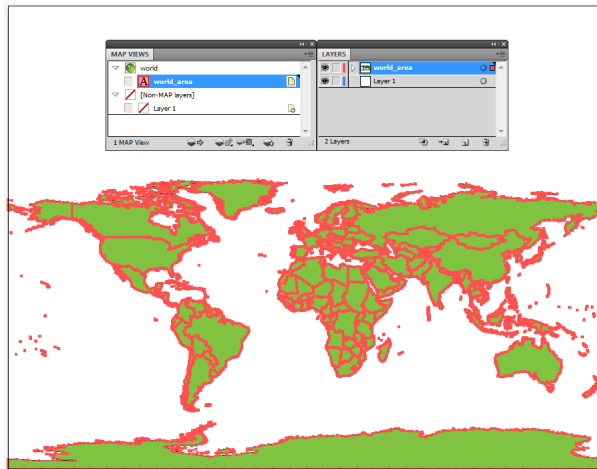 MAP VIEWS
world
A world_area
[Non-MAP layers]
Layer 1
1 MAP View
LAYERS
world_area
Layer 1
2 Layers